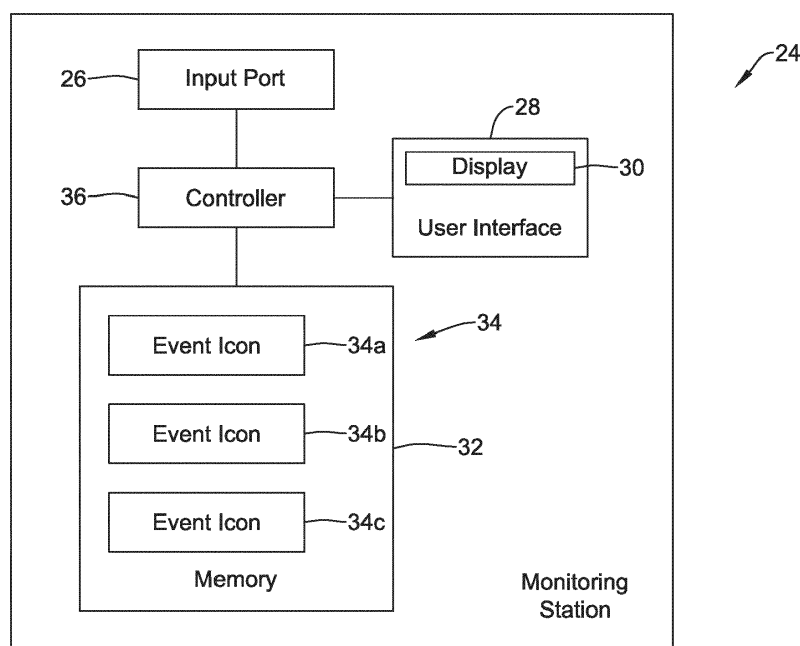 24
26
Input Port
28
Display
30
36
Controller
User Interface
34
Event Icon
34a
Event Icon
34b
32
Event Icon
34c
Memory
Monitoring
Station